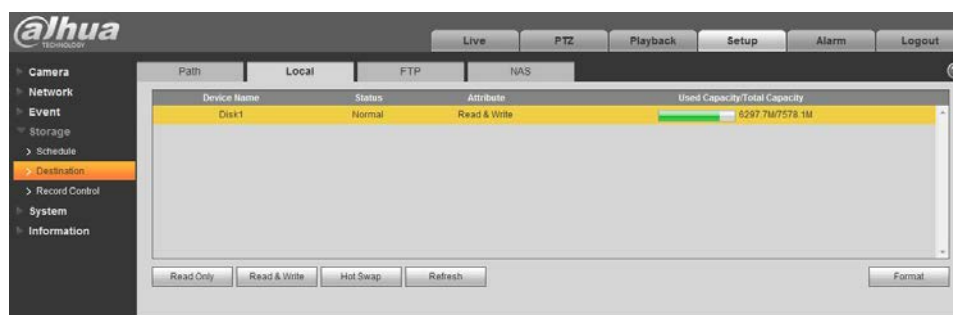 alhua
TECHNOLOGY
Live PTZ Playback Setup Alarm Logout
Camera
Network
Event
Storage
Schedule
Destination
Record Control
System
Information
Path Local FTP NAS
Device Name Status Attribute Used Capacity/Total Capacity
Disk1 Normal Read & Write 6297.7M/7578.1M
Read Only Read & Write Hot Swap Refresh Format